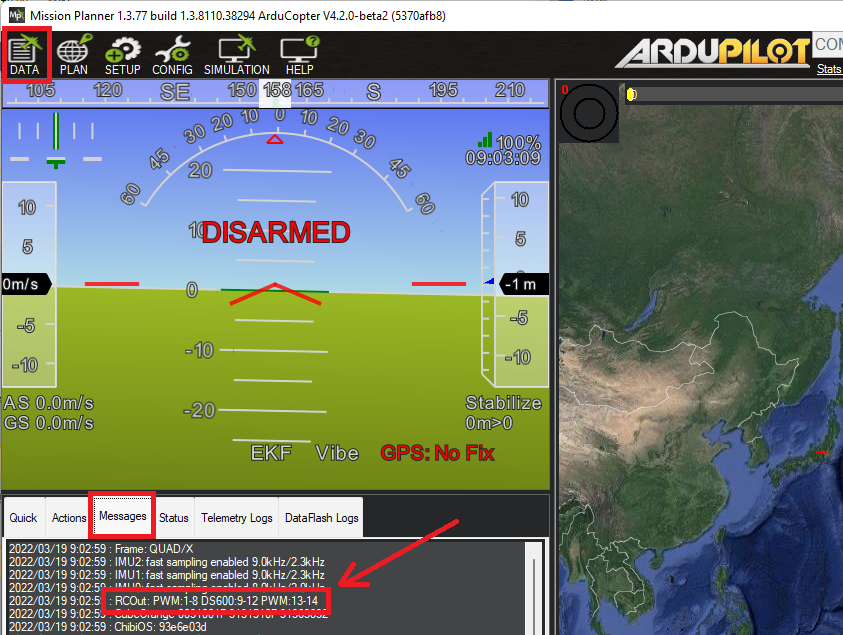 Mission Planner 1.3.77 build 1.3.8110.38294 ArduCopter V4.2.0-beta2 (5370afb8)
DATA PLAN SETUP CONFIG SIMULATION HELP
ARDUPILOT
COM
Stats
105 120 SE 150 158 165 S 195 210
0
0
60 45 30 20 10 0 10 20 30 45 60
100%
09:03:09
20
10
DISARMED
0
-10
-20
10
5
0m/s
-5
-10
10
5
-1 m
-5
-10
AS 0.0m/s
GS 0.0m/s
Stabilize
0m>0
EKF Vibe GPS: No Fix
Quick Actions Messages Status Telemetry Logs DataFlash Logs
2022/03/19 9:02:59 : Frame: QUAD/X
2022/03/19 9:02:59 : IMU2: fast sampling enabled 9.0kHz/2.3kHz
2022/03/19 9:02:59 : IMU1: fast sampling enabled 9.0kHz/2.3kHz
2022/03/19 9:02:59 : IMU0: fast sampling enabled
2022/03/19 9:02:59 : RCOut: PWM:1-8 DS600:9-12 PWM:13-14
2022/03/19 9:02:59 : CubeOrange
2022/03/19 9:02:59 : ChibiOS: 93e6e03d